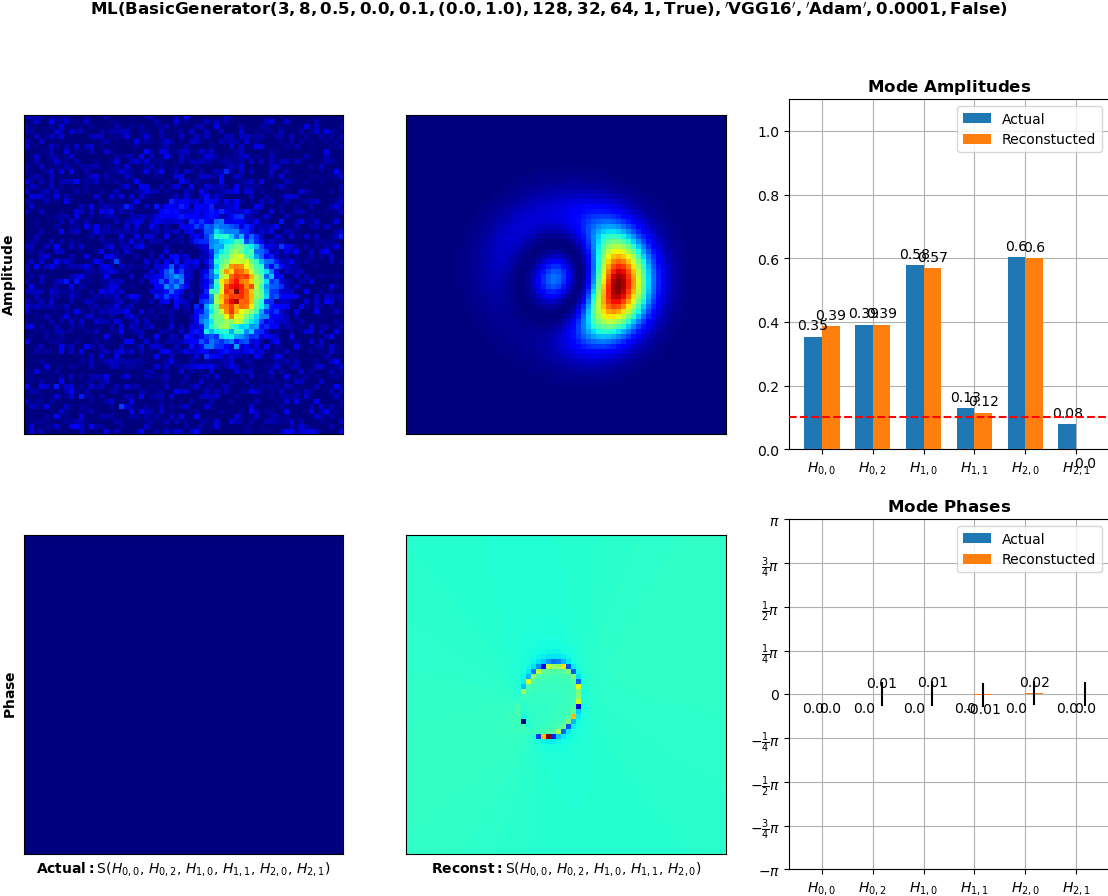 ML(BasicGenerator(3, 8, 0.5, 0.0, 0.1, (0.0, 1.0), 128, 32, 64, 1, True), ′VGG16′, ′Adam′, 0.0001, False)
Mode Amplitudes
Amplitude
Actual
Reconstucted
1.0
0.8
0.6
0.4
0.2
0.0
0.35
0.39
0.39
0.39
0.58
0.57
0.13
0.12
0.6
0.6
0.08
0.0
H0,0
H0,2
H1,0
H1,1
H2,0
H2,1
Mode Phases
Phase
Actual
Reconstucted
π
3/4π
1/2π
1/4π
0
−1/4π
−1/2π
−3/4π
−π
0.0
0.0
0.0
0.01
0.0
0.01
0.0
-0.01
0.0
0.02
0.0
0.0
H0,0
H0,2
H1,0
H1,1
H2,0
H2,1
Actual: S(H0,0, H0,2, H1,0, H1,1, H2,0, H2,1)
Reconst: S(H0,0, H0,2, H1,0, H1,1, H2,0)